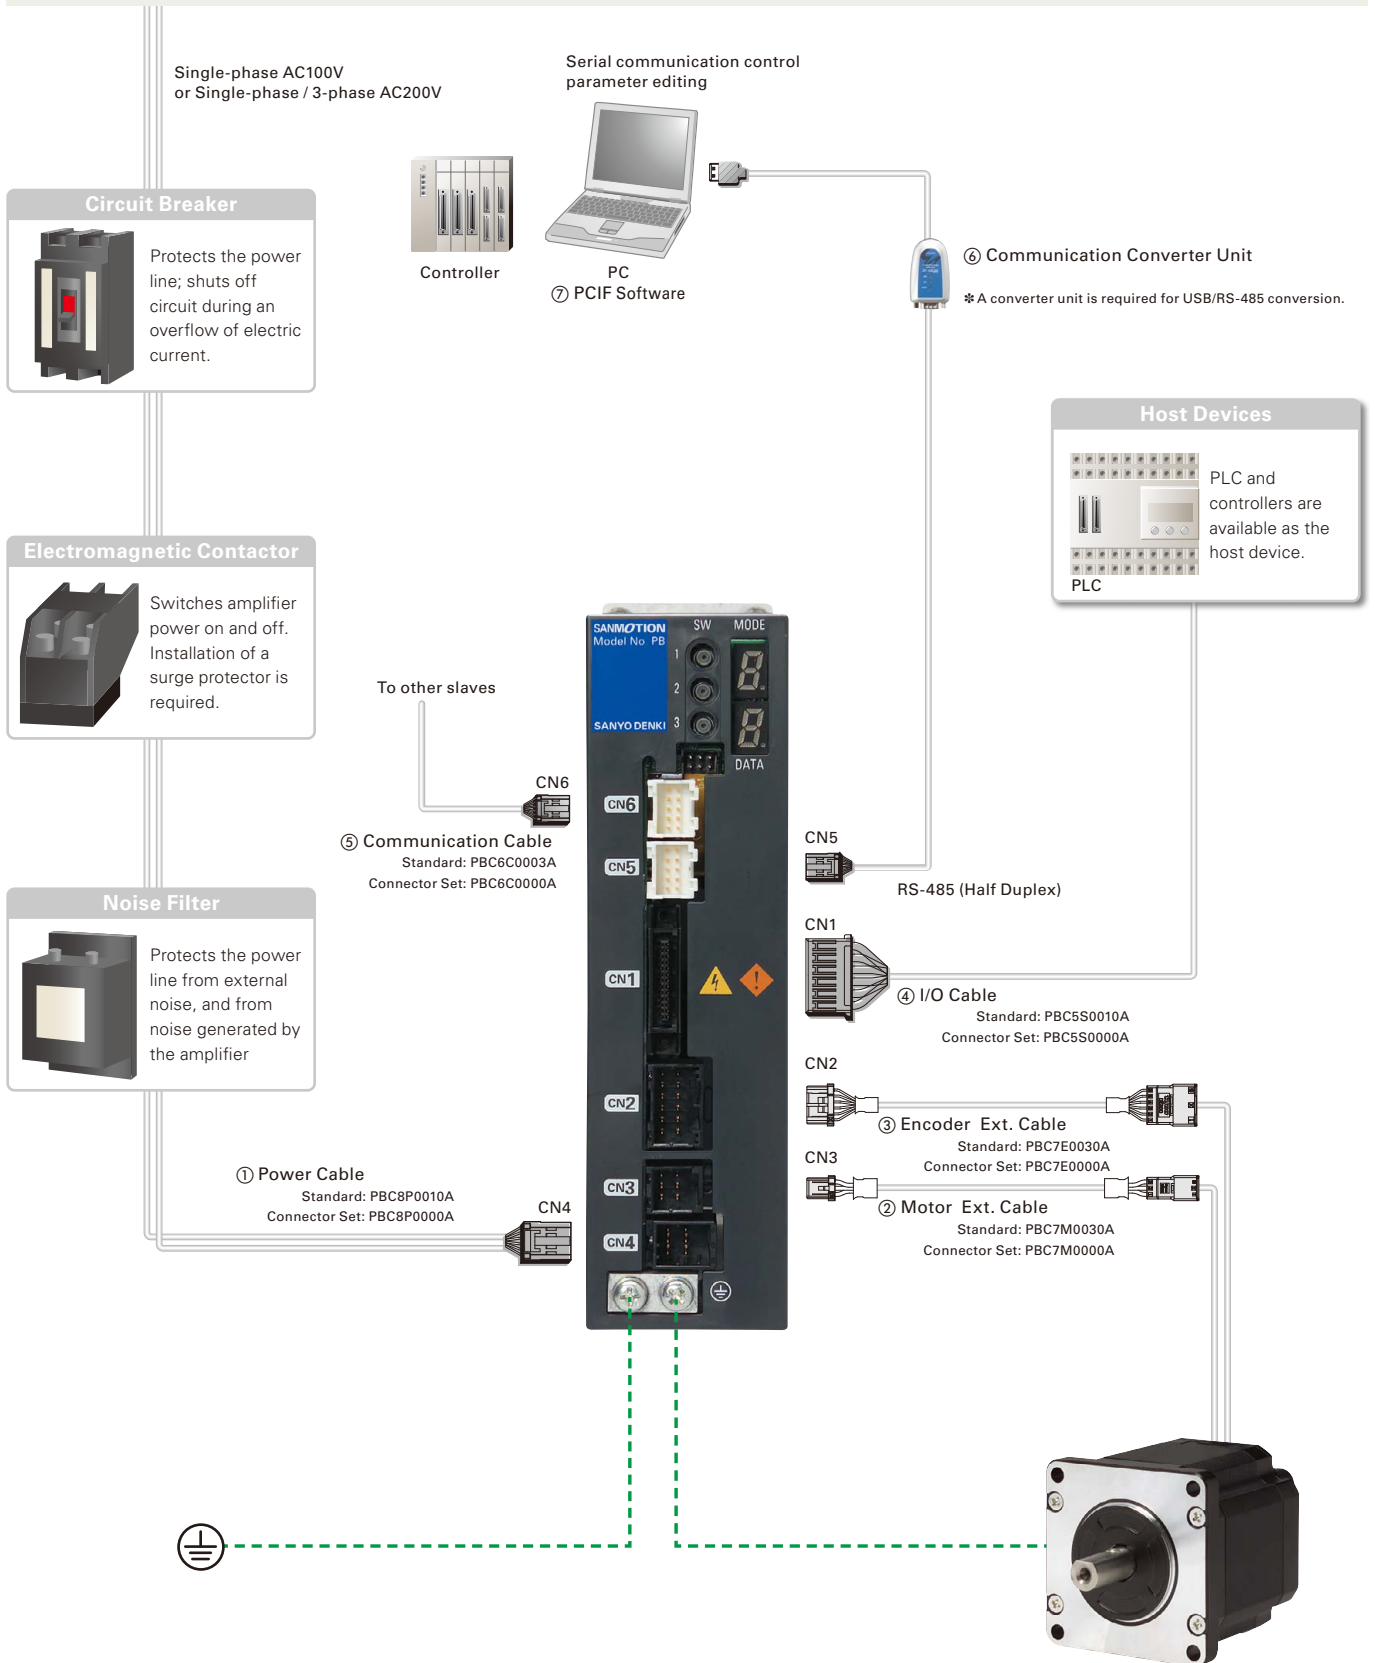 Single-phase AC100V
or Single-phase / 3-phase AC200V
Serial communication control
parameter editing
Controller
PC
⑦ PCIF Software
⑥ Communication Converter Unit
✽ A converter unit is required for USB/RS-485 conversion.
Circuit Breaker
Protects the power
line; shuts off
circuit during an
overflow of electric
current.
Host Devices
PLC and
controllers are
available as the
host device.
PLC
Electromagnetic Contactor
Switches amplifier
power on and off.
Installation of a
surge protector is
required.
Noise Filter
Protects the power
line from external
noise, and from
noise generated by
the amplifier
To other slaves
CN6
⑤ Communication Cable
Standard: PBC6C0003A
Connector Set: PBC6C0000A
① Power Cable
Standard: PBC8P0010A
Connector Set: PBC8P0000A
CN4
SANMOTION
Model No PB
SANYO DENKI
SW
MODE
1
2
3
DATA
CN6
CN5
CN1
CN2
CN3
CN4
CN5
RS-485 (Half Duplex)
CN1
④ I/O Cable
Standard: PBC5S0010A
Connector Set: PBC5S0000A
CN2
③ Encoder Ext. Cable
Standard: PBC7E0030A
Connector Set: PBC7E0000A
CN3
② Motor Ext. Cable
Standard: PBC7M0030A
Connector Set: PBC7M0000A